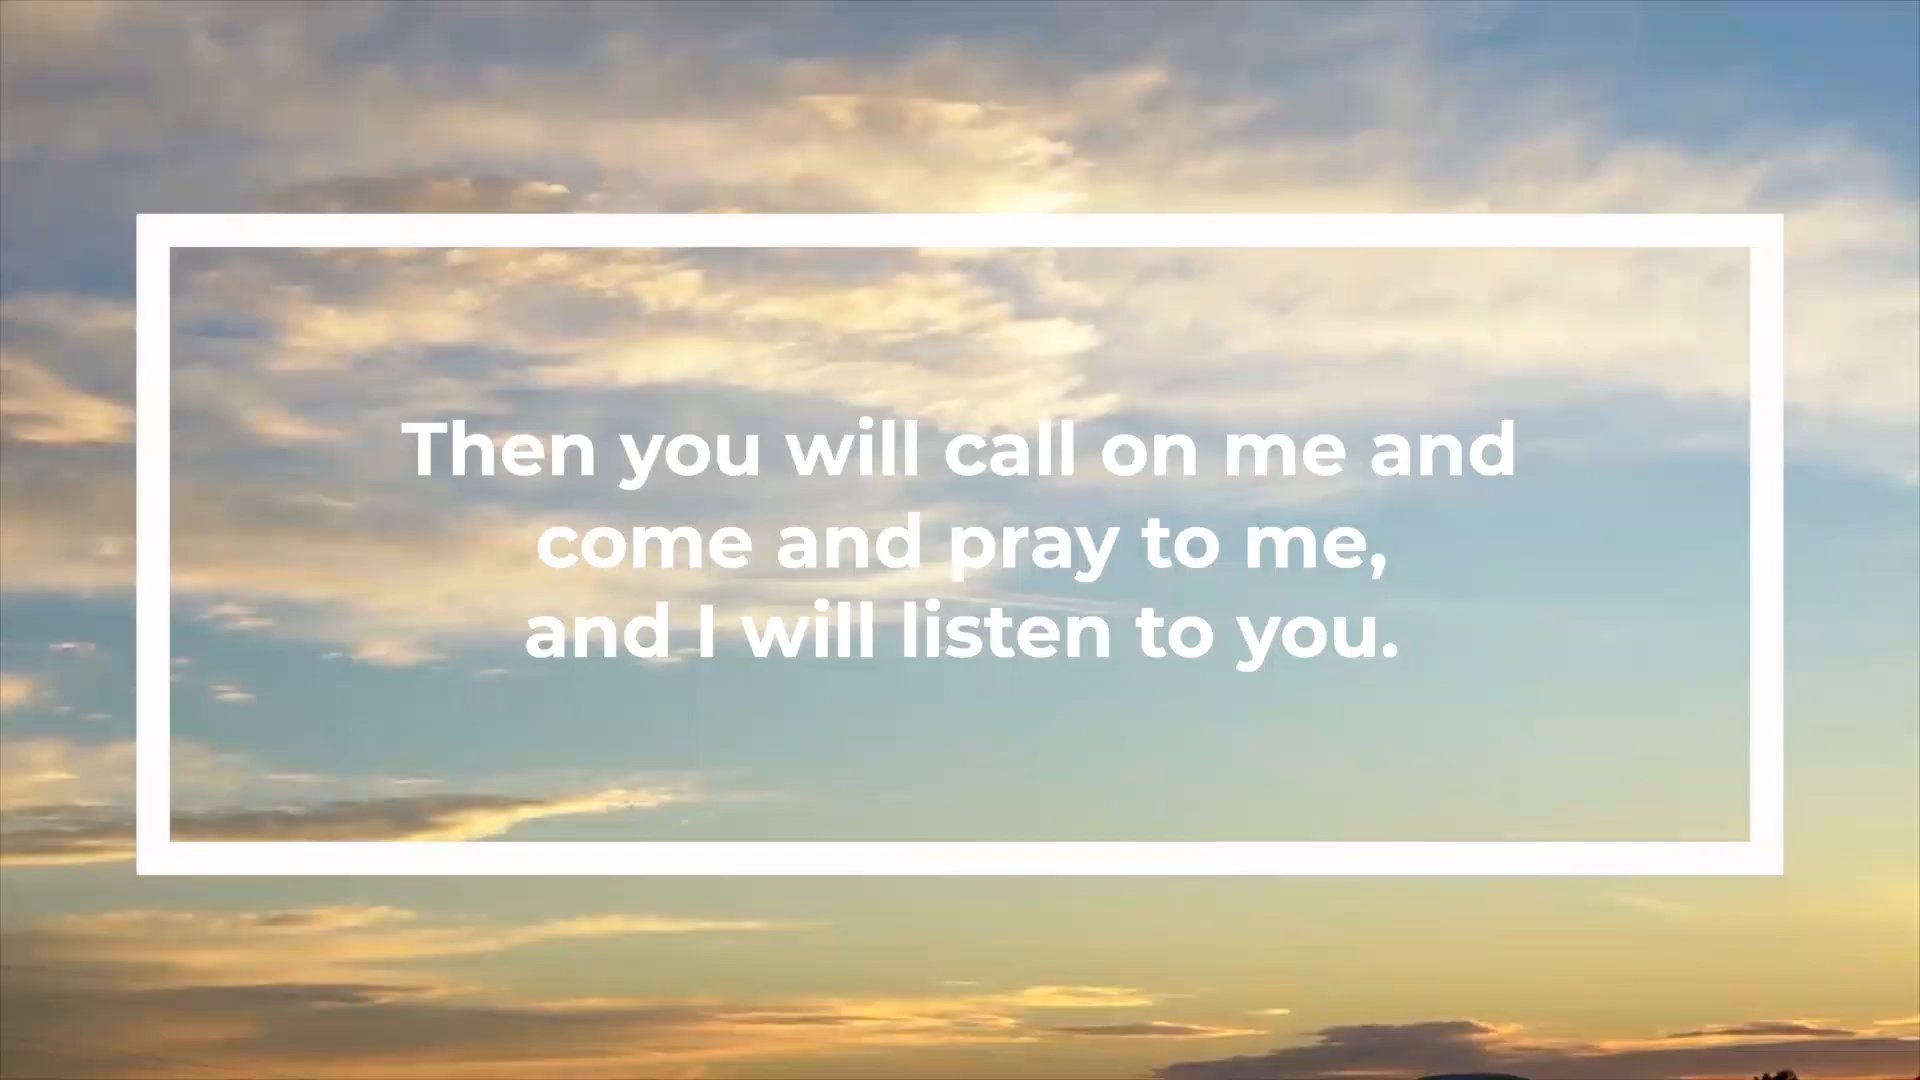 Then you will call on me and
come and pray to me,
and I will listen to you.